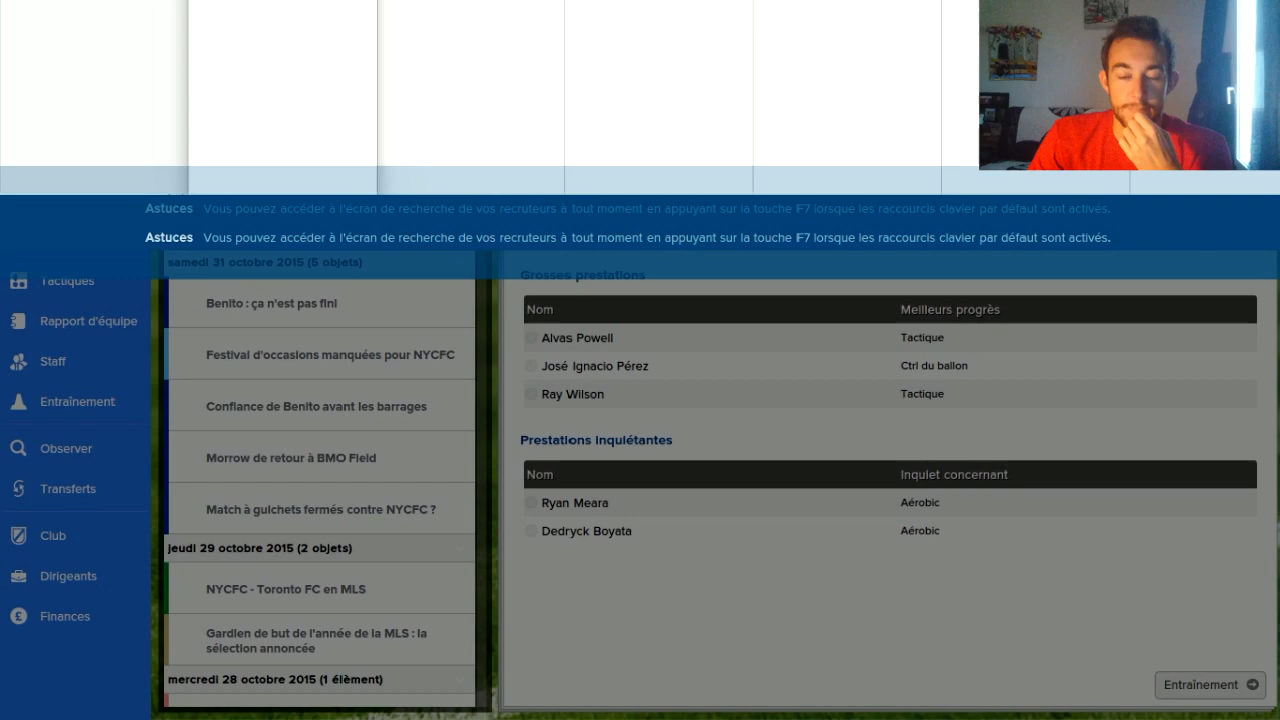 Astuces Vous pouvez accéder à l'écran de recherche de vos recruteurs à tout moment en appuyant sur la touche F7 lorsque les raccourcis clavier par défaut sont activés.
Astuces Vous pouvez accéder à l'écran de recherche de vos recruteurs à tout moment en appuyant sur la touche F7 lorsque les raccourcis clavier par défaut sont activés.
Tactiques
Rapport d'équipe
Staff
Entraînement
Observer
Transferts
Club
Dirigeants
Finances
samedi 31 octobre 2015 (5 objets)
Benito : ça n'est pas fini
Festival d'occasions manquées pour NYCFC
Confiance de Benito avant les barrages
Morrow de retour à BMO Field
Match à guichets fermés contre NYCFC ?
jeudi 29 octobre 2015 (2 objets)
NYCFC - Toronto FC en MLS
Gardien de but de l'année de la MLS : la
sélection annoncée
mercredi 28 octobre 2015 (1 élément)
Grosses prestations
Nom Meilleurs progrès
Alvas Powell Tactique
José Ignacio Pérez Ctrl du ballon
Ray Wilson Tactique
Prestations inquiétantes
Nom Inquiet concernant
Ryan Meara Aérobic
Dedryck Boyata Aérobic
Entraînement